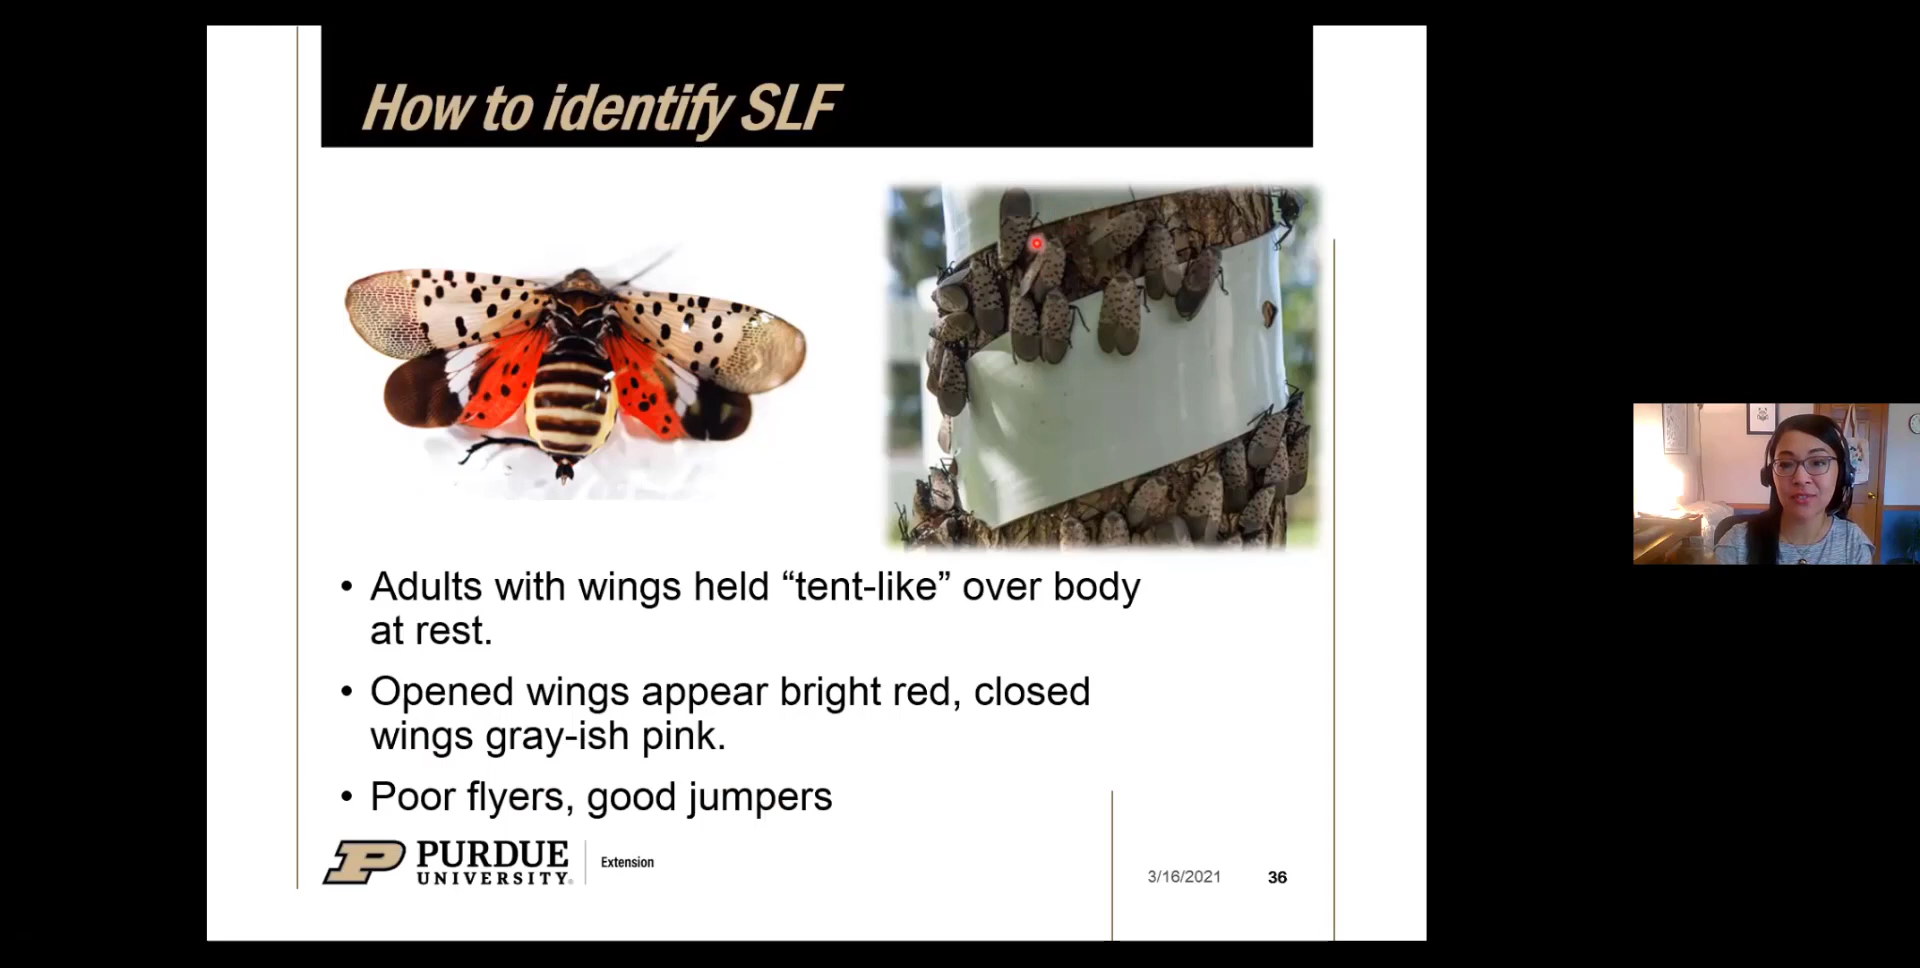 How to identify SLF
• Adults with wings held “tent-like” over body
at rest.
• Opened wings appear bright red, closed
wings gray-ish pink.
• Poor flyers, good jumpers
PURDUE
UNIVERSITY®
Extension
3/16/2021
36